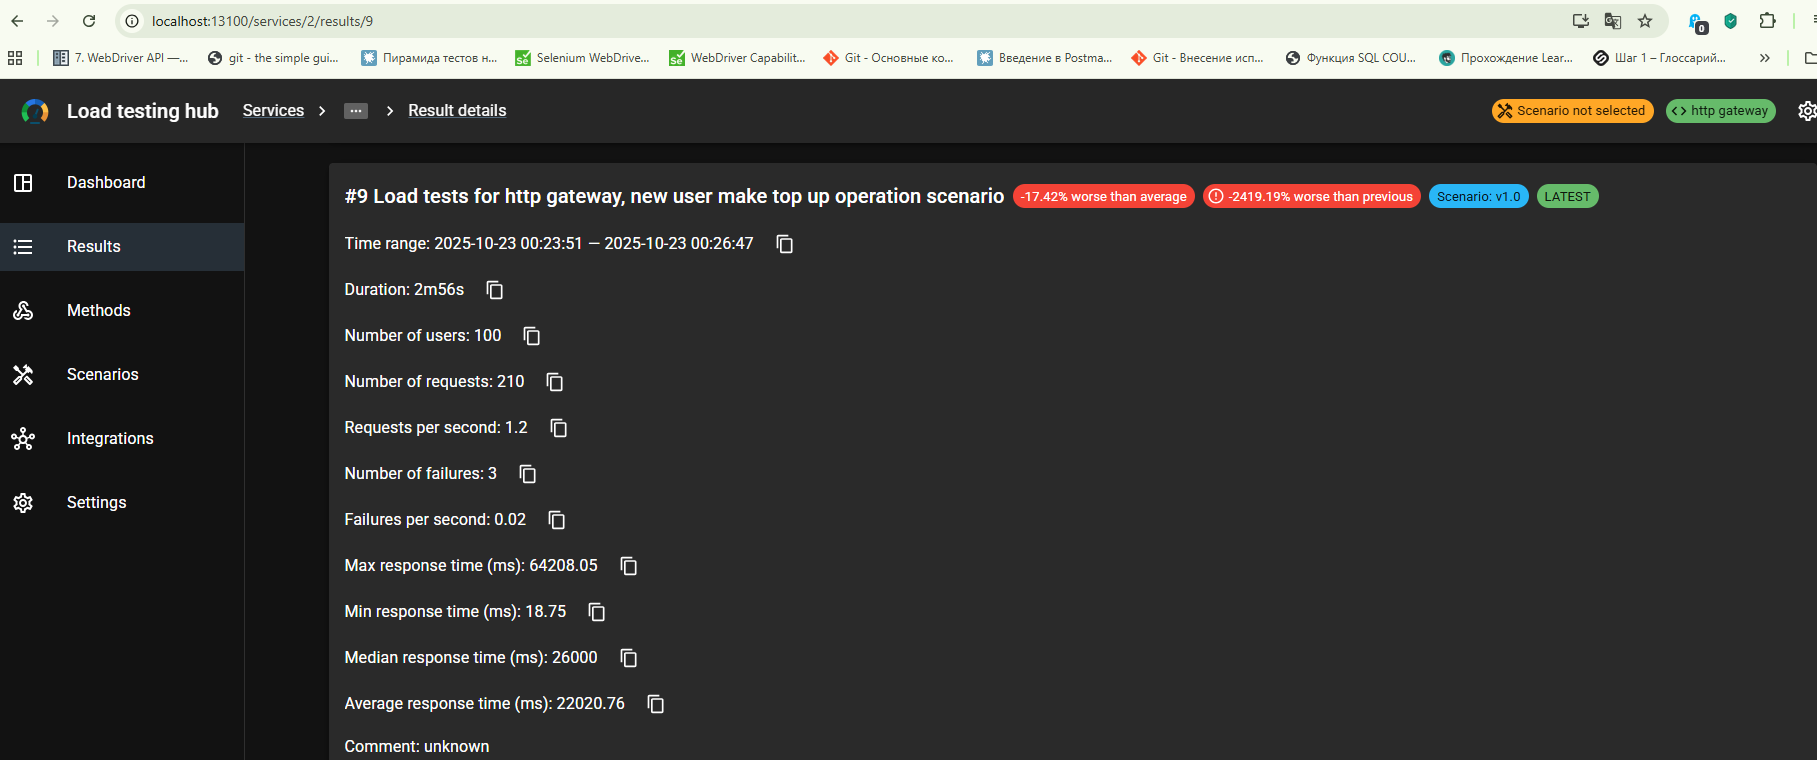 localhost:13100/services/2/results/9
0
7. WebDriver API —...
git - the simple gui...
Пирамида тестов н...
Selenium WebDrive...
WebDriver Capabilit...
Git - Основные ко...
Введение в Postma...
Git - Внесение исп...
Функция SQL COU...
Прохождение Lear...
Шаг 1 – Глоссарий...
Load testing hub
Services
Result details
Scenario not selected
http gateway
Dashboard
Results
Methods
Scenarios
Integrations
Settings
#9 Load tests for http gateway, new user make top up operation scenario
-17.42% worse than average
-2419.19% worse than previous
Scenario: v1.0
LATEST
Time range: 2025-10-23 00:23:51 — 2025-10-23 00:26:47
Duration: 2m56s
Number of users: 100
Number of requests: 210
Requests per second: 1.2
Number of failures: 3
Failures per second: 0.02
Max response time (ms): 64208.05
Min response time (ms): 18.75
Median response time (ms): 26000
Average response time (ms): 22020.76
Comment: unknown